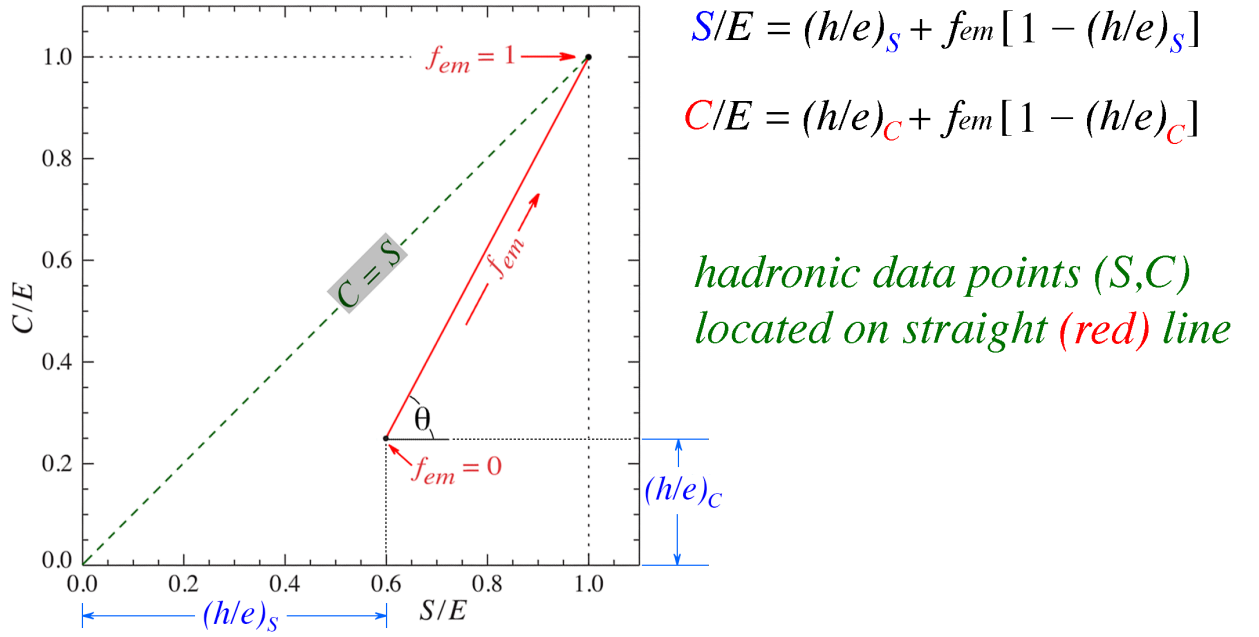 S/E = (h/e)S + fem [ 1 − (h/e)S ]
C/E = (h/e)C + fem [ 1 − (h/e)C ]
hadronic data points (S,C)
located on straight (red) line
1.0
0.8
0.6
0.4
0.2
0.0
C/E
fem = 1
C = S
fem
θ
fem = 0
(h/e)C
0.0 0.2 0.4 0.6 0.8 1.0
S/E
(h/e)S